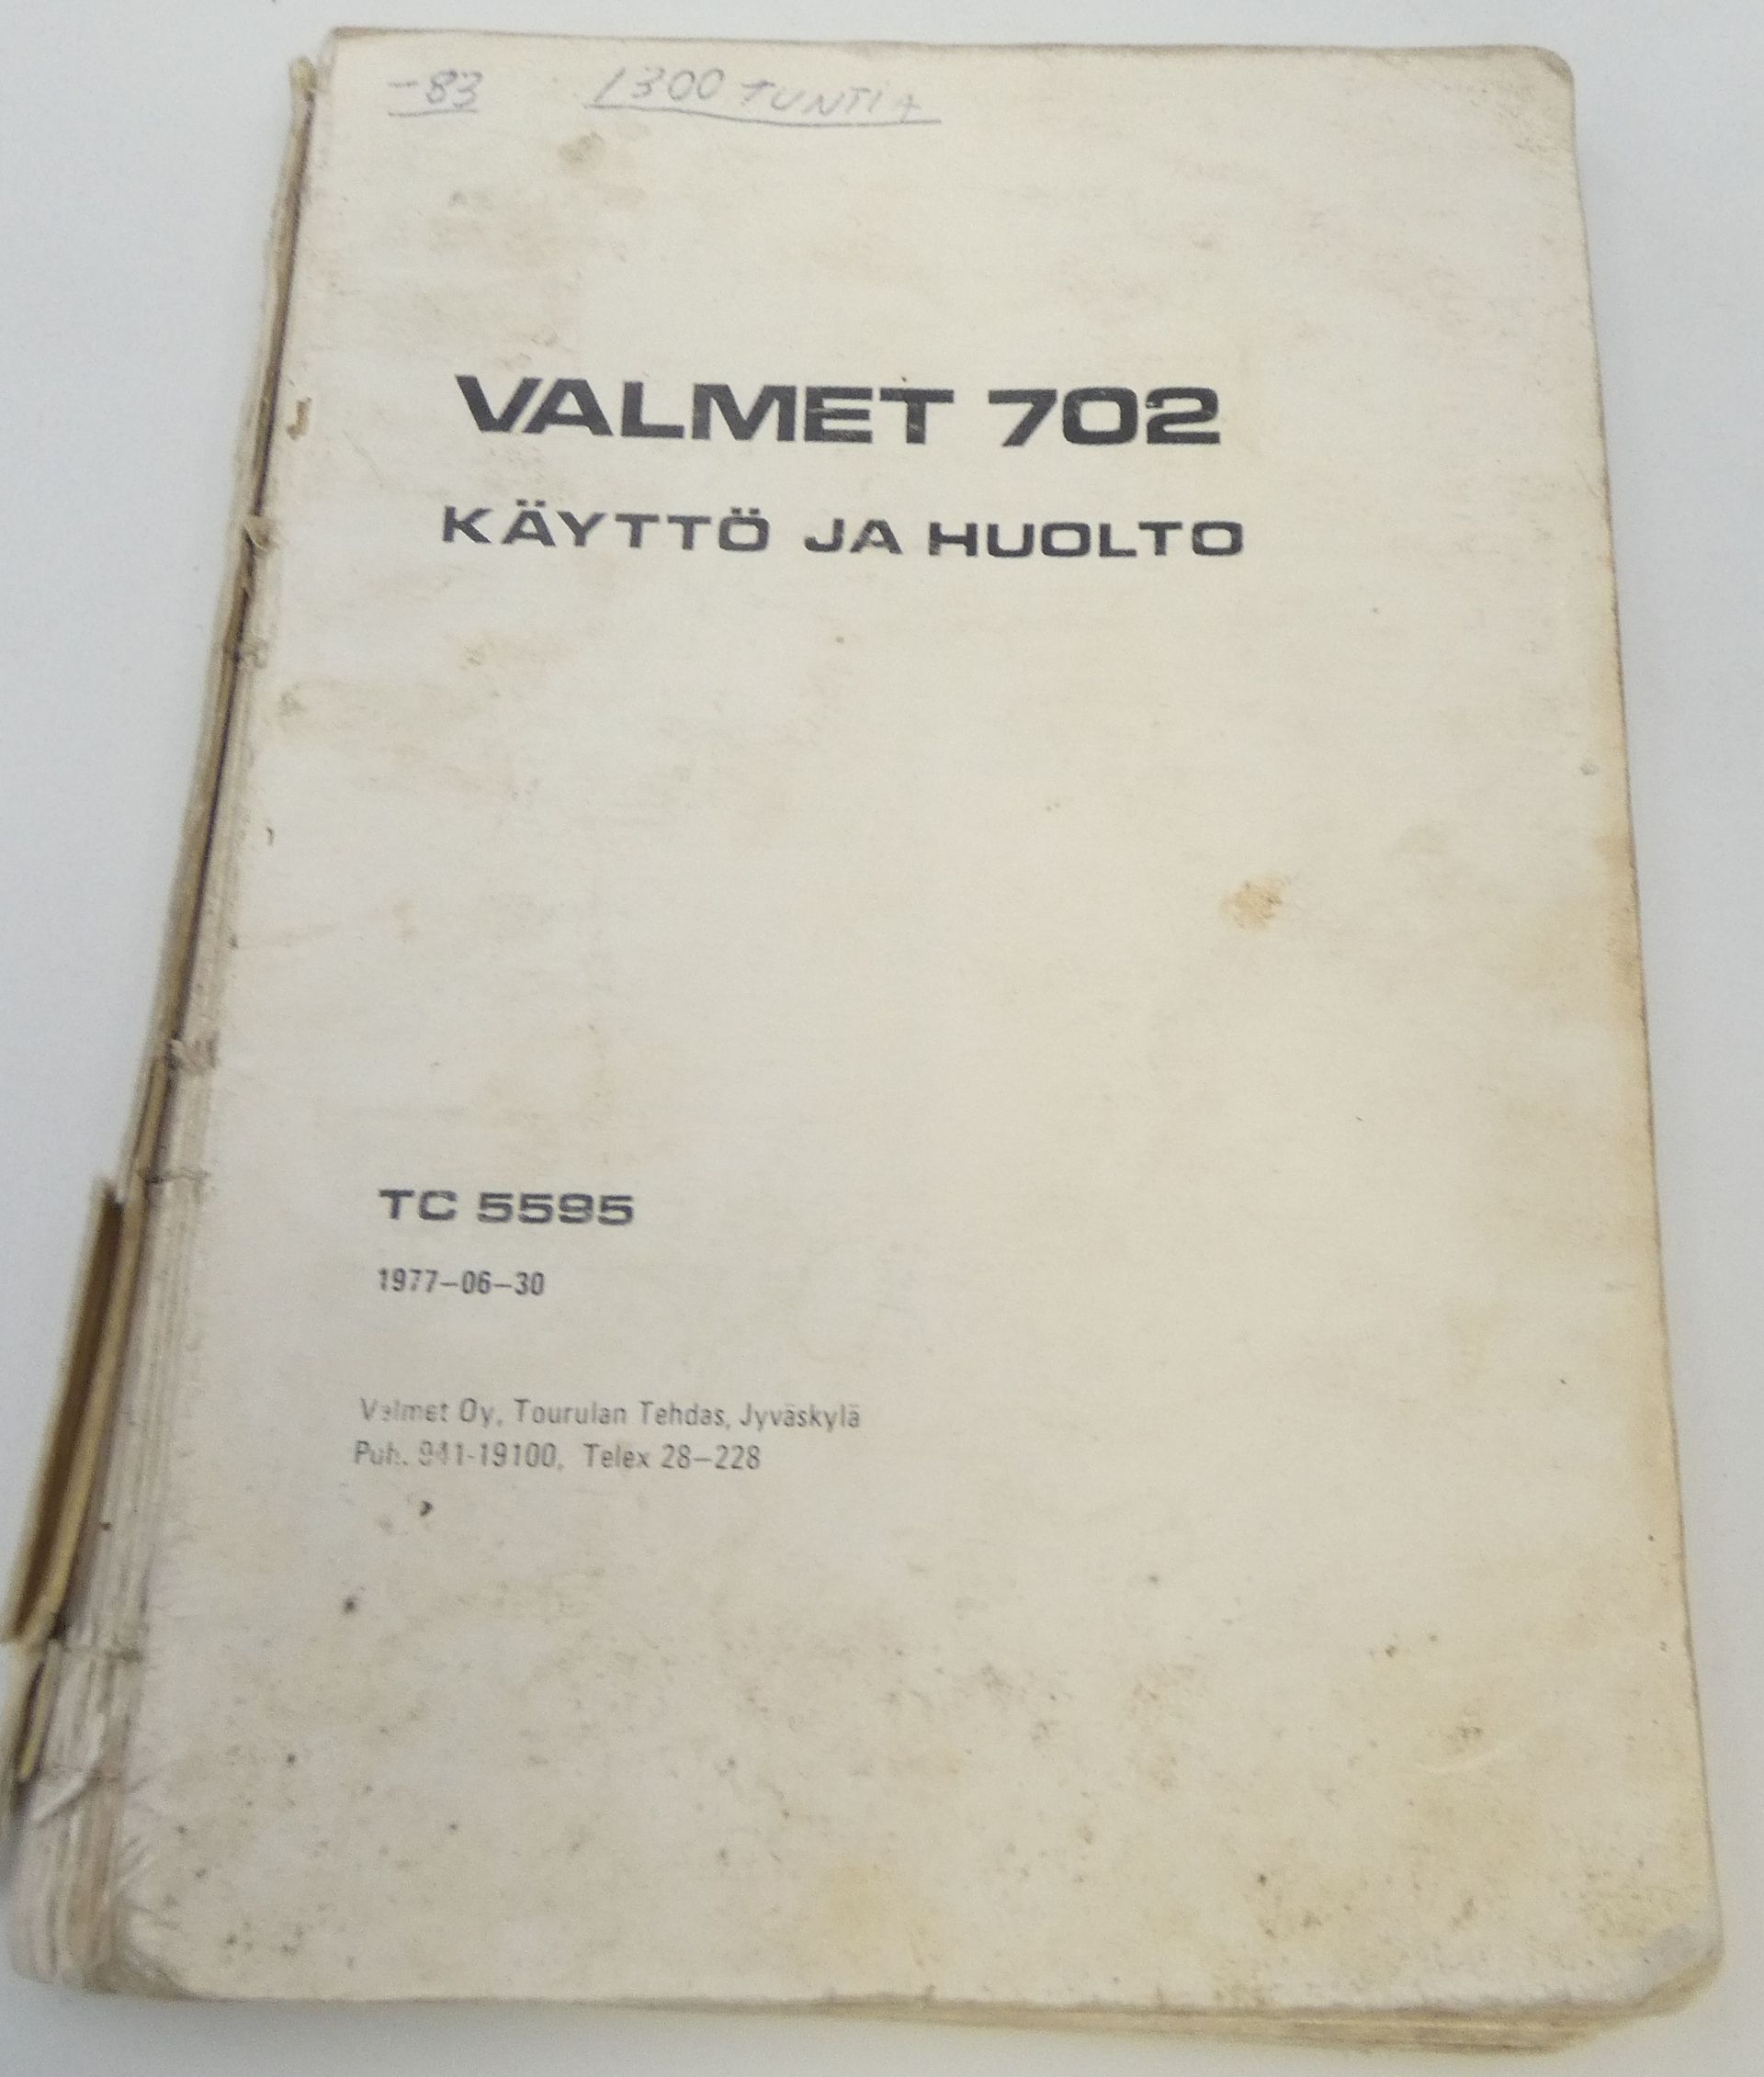 -83 1300 TUNTIA
VALMET 702
KÄYTTÖ JA HUOLTO
TC 5595
1977-06-30
Valmet Oy, Tourulan Tehdas, Jyväskylä
Puh. 941-19100, Telex 28-228